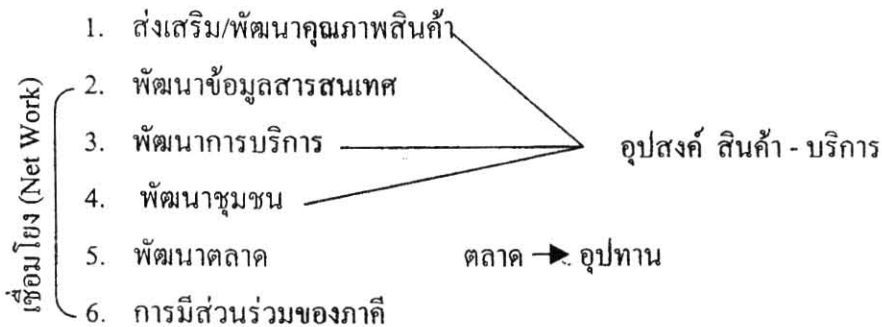 1. ส่งเสริม/พัฒนาคุณภาพสินค้า
2. พัฒนาข้อมูลสารสนเทศ
3. พัฒนาการบริการ อุปสงค์ สินค้า - บริการ
4. พัฒนาชุมชน
5. พัฒนาตลาด ตลาด → อุปทาน
6. การมีส่วนร่วมของภาคี
เชื่อมโยง (Net Work)